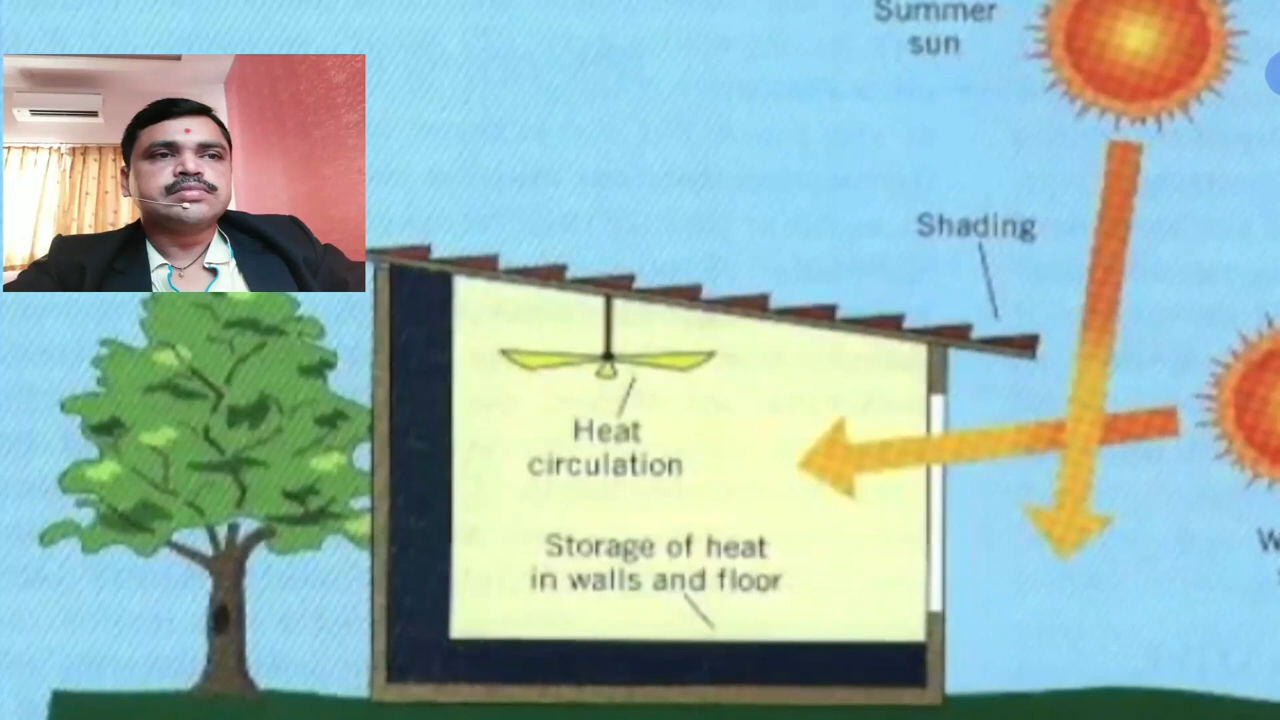 Summer
sun
Shading
Heat
circulation
Storage of heat
in walls and floor